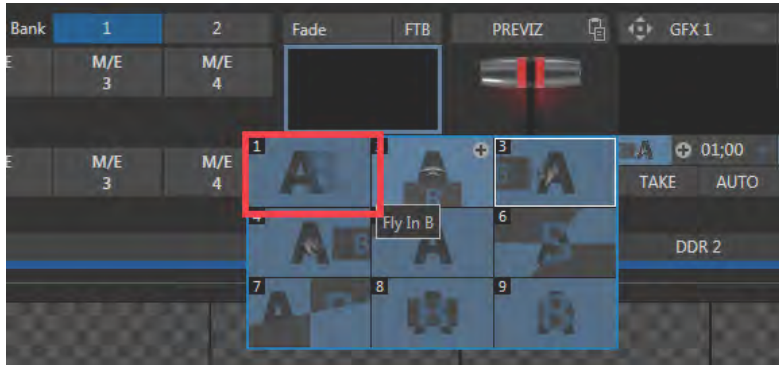 Bank 1 2 Fade FTB PREVIZ GFX 1
E M/E 3 M/E 4
E M/E 3 M/E 4
01;00
TAKE AUTO
DDR 2
1 A B
3 A
4 A B
Fly In B
A
6
7 A B
8
9